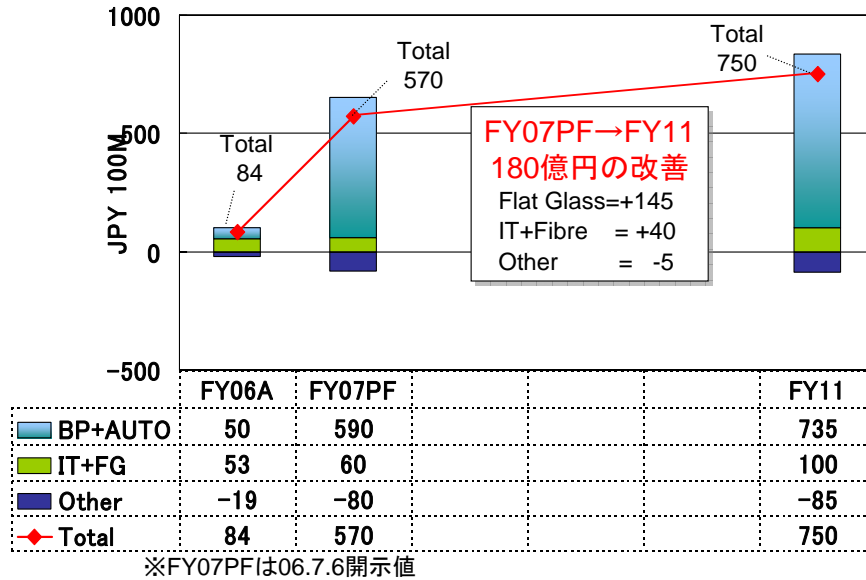 1000
500
0
-500
JPY 100M
Total
84
Total
570
Total
750
FY07PF→FY11
180億円の改善
Flat Glass=+145
IT+Fibre = +40
Other = -5
FY06A FY07PF FY11
BP+AUTO 50 590 735
IT+FG 53 60 100
Other -19 -80 -85
Total 84 570 750
※FY07PFは06.7.6開示値